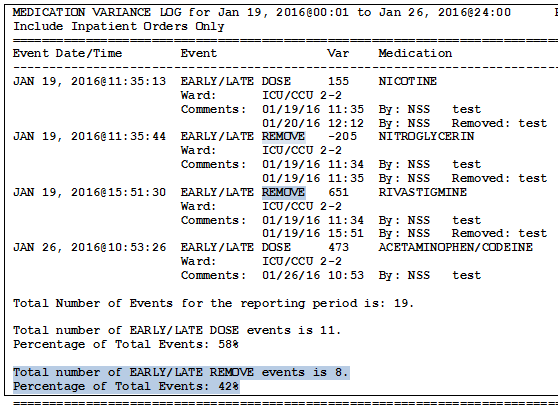 MEDICATION VARIANCE LOG for Jan 19, 2016@00:01 to Jan 26, 2016@24:00
Include Inpatient Orders Only
Event Date/Time Event Var Medication
JAN 19, 2016@11:35:13 EARLY/LATE DOSE 155 NICOTINE
Ward: ICU/CCU 2-2
Comments: 01/19/16 11:35 By: NSS test
01/20/16 12:12 By: NSS Removed: test
JAN 19, 2016@11:35:44 EARLY/LATE REMOVE -205 NITROGLYCERIN
Ward: ICU/CCU 2-2
Comments: 01/19/16 11:34 By: NSS test
01/19/16 11:35 By: NSS Removed: test
JAN 19, 2016@15:51:30 EARLY/LATE REMOVE 651 RIVASTIGMINE
Ward: ICU/CCU 2-2
Comments: 01/19/16 11:34 By: NSS test
01/19/16 15:51 By: NSS Removed: test
JAN 26, 2016@10:53:26 EARLY/LATE DOSE 473 ACETAMINOPHEN/CODEINE
Ward: ICU/CCU 2-2
Comments: 01/26/16 10:53 By: NSS test
Total Number of Events for the reporting period is: 19.
Total number of EARLY/LATE DOSE events is 11.
Percentage of Total Events: 58%
Total number of EARLY/LATE REMOVE events is 8.
Percentage of Total Events: 42%